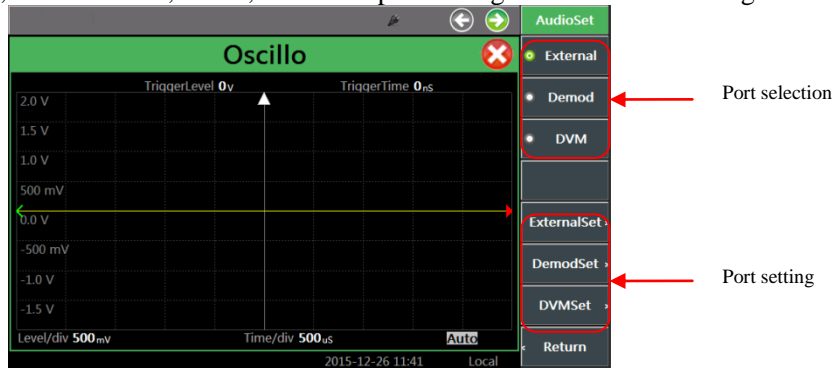 AudioSet
Oscillo
External
TriggerLevel 0v
TriggerTime 0nS
2.0 V
Demod
Port selection
1.5 V
DVM
1.0 V
500 mV
0.0 V
ExternalSet
-500 mV
DemodSet
Port setting
-1.0 V
-1.5 V
DVMSet
Level/div 500mV
Time/div 500uS
Auto
Return
2015-12-26 11:41
Local